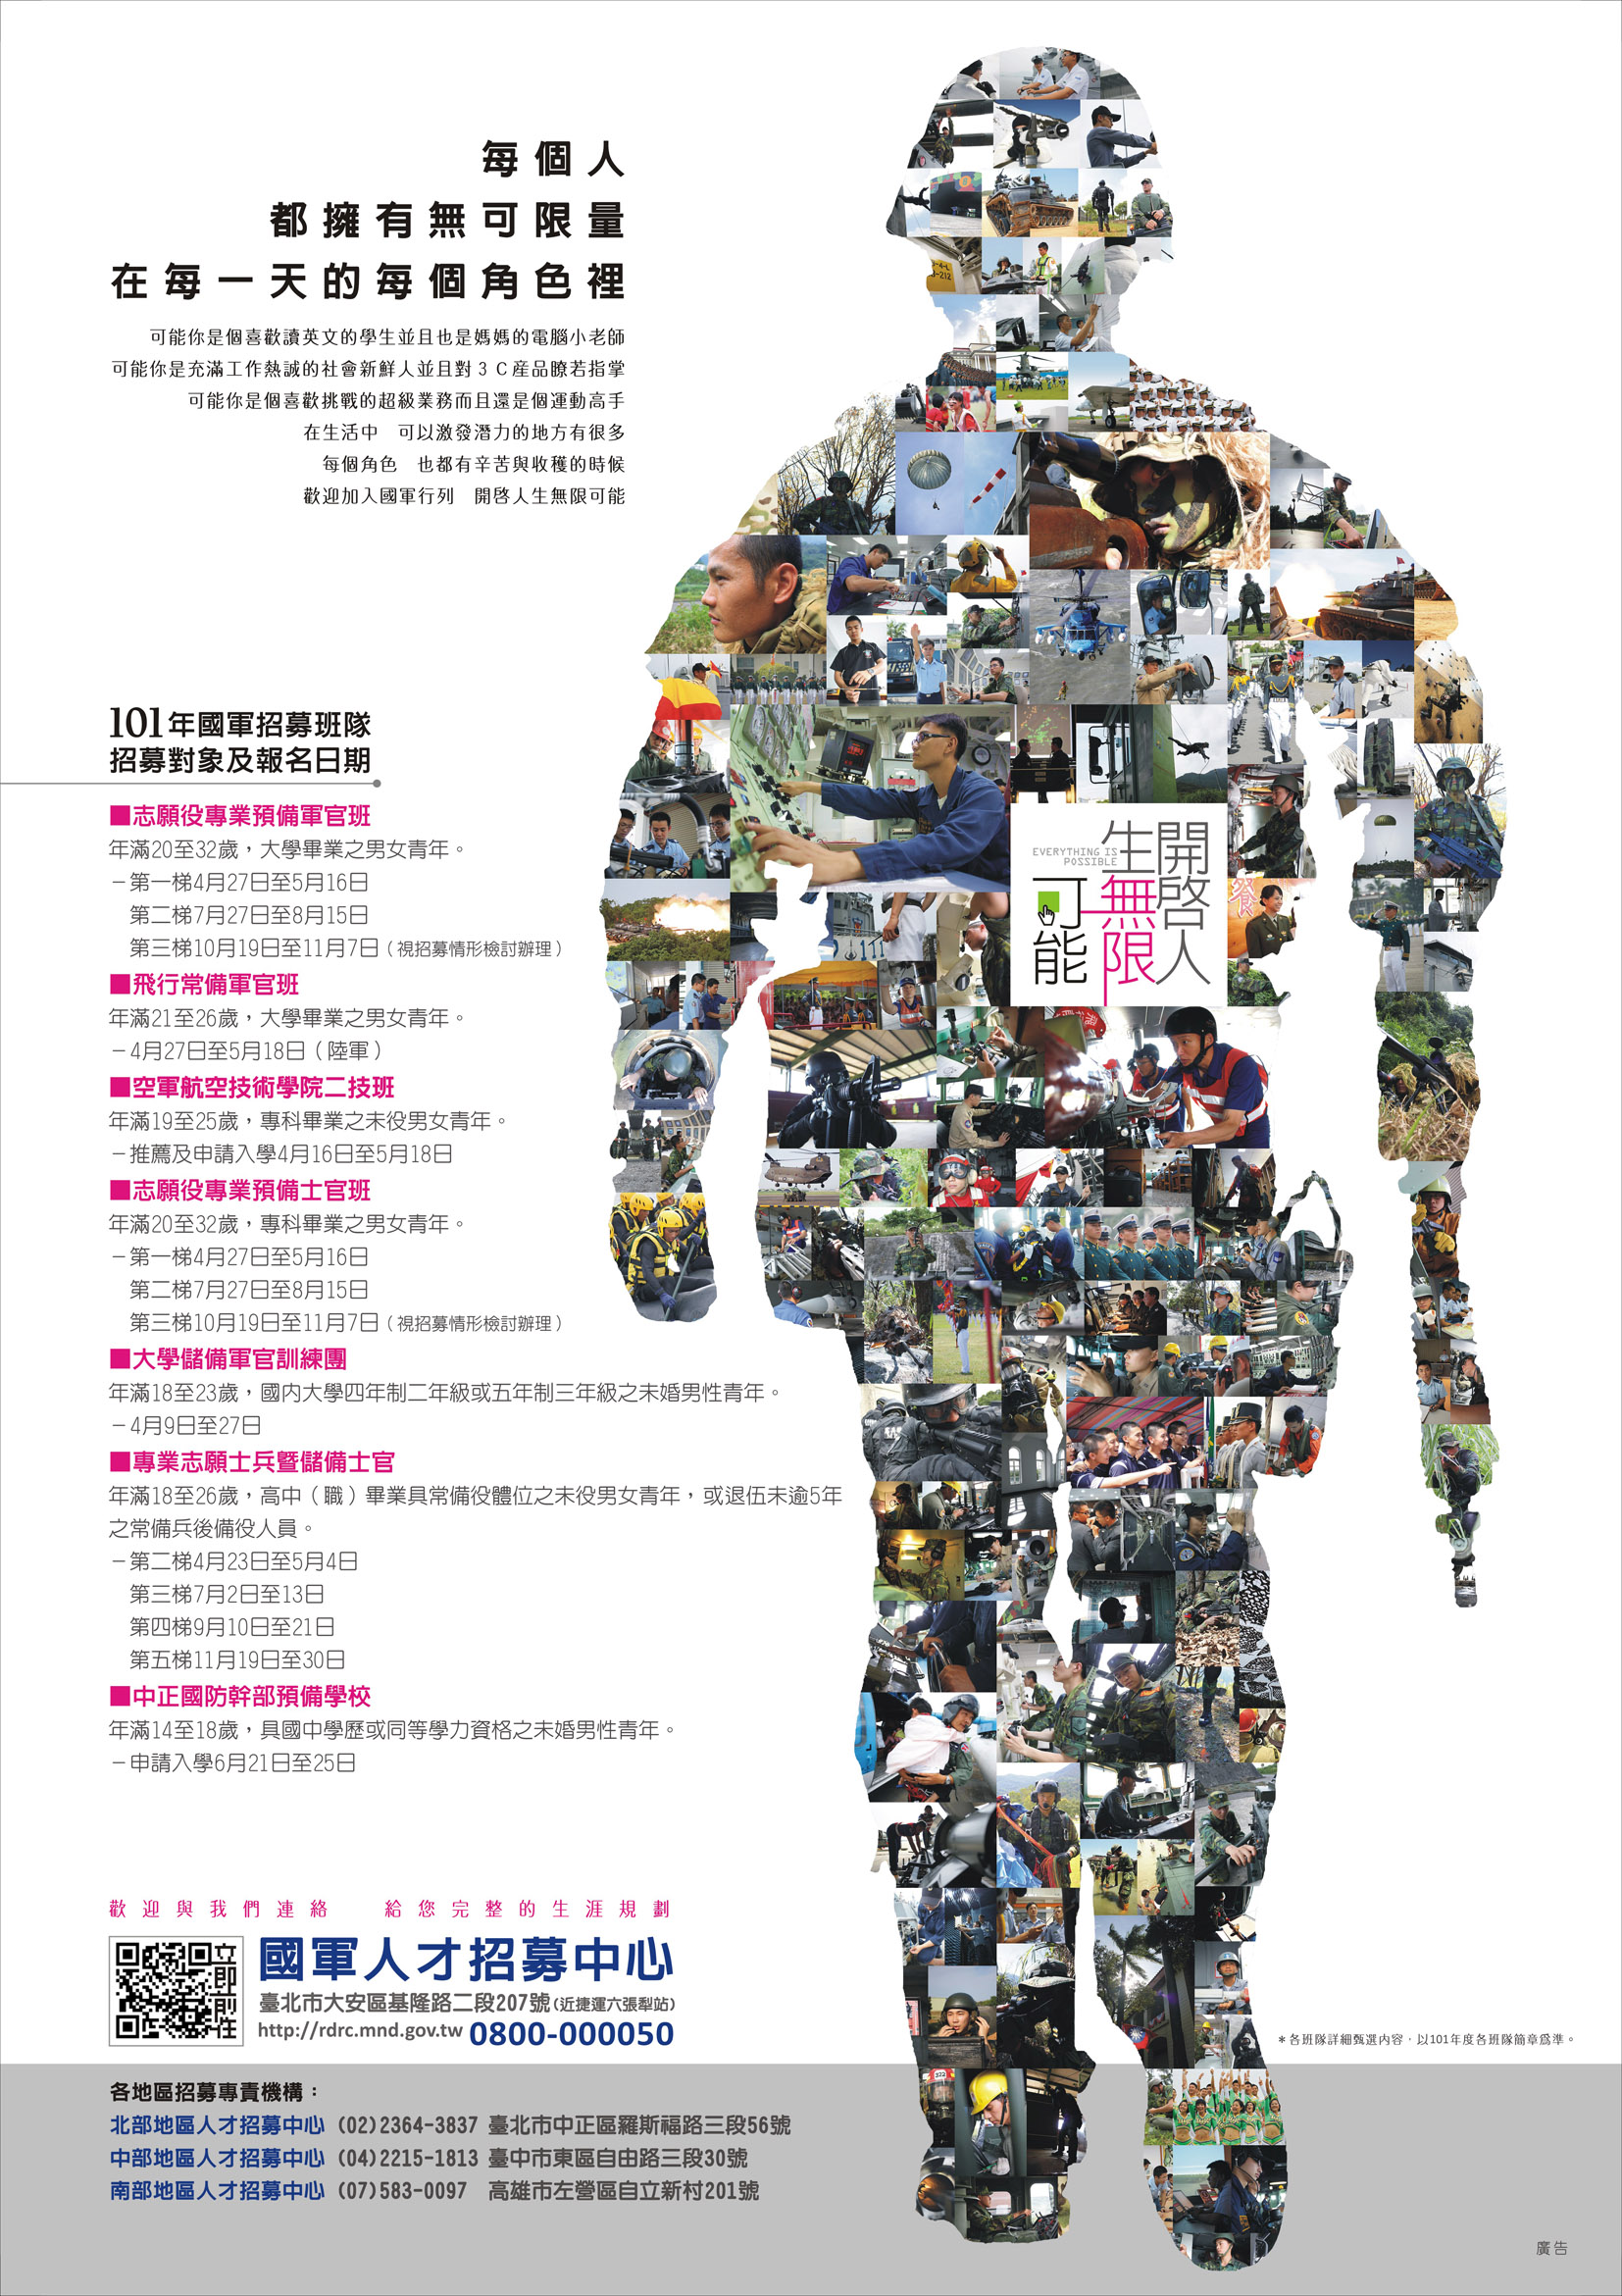 每個人
都擁有無可限量
在每一天的每個角色裡
可能你是個喜歡讀英文的學生並且也是媽媽的電腦小老師
可能你是充滿工作熱誠的社會新鮮人並且對3C産品瞭若指掌
可能你是個喜歡挑戰的超級業務而且還是個運動高手
在生活中　可以激發潛力的地方有很多
每個角色　也都有辛苦與收穫的時候
歡迎加入國軍行列　開啓人生無限可能
101年國軍招募班隊
招募對象及報名日期
■志願役專業預備軍官班
年滿20至32歲，大學畢業之男女青年。
－第一梯4月27日至5月16日
第二梯7月27日至8月15日
第三梯10月19日至11月7日（視招募情形檢討辦理）
■飛行常備軍官班
年滿21至26歲，大學畢業之男女青年。
－4月27日至5月18日（陸軍）
■空軍航空技術學院二技班
年滿19至25歲，專科畢業之未役男女青年。
－推薦及申請入學4月16日至5月18日
■志願役專業預備士官班
年滿20至32歲，專科畢業之男女青年。
－第一梯4月27日至5月16日
第二梯7月27日至8月15日
第三梯10月19日至11月7日（視招募情形檢討辦理）
■大學儲備軍官訓練團
年滿18至23歲，國內大學四年制二年級或五年制三年級之未婚男性青年。
－4月9日至27日
■專業志願士兵暨儲備士官
年滿18至26歲，高中（職）畢業具常備役體位之未役男女青年，或退伍未逾5年
之常備兵後備役人員。
－第二梯4月23日至5月4日
第三梯7月2日至13日
第四梯9月10日至21日
第五梯11月19日至30日
■中正國防幹部預備學校
年滿14至18歲，具國中學歷或同等學力資格之未婚男性青年。
－申請入學6月21日至25日
開啓人
生無限
可能
EVERYTHING IS
POSSIBLE
餐
歡迎與我們連絡　給您完整的生涯規劃
立即前往
國軍人才招募中心
臺北市大安區基隆路二段207號(近捷運六張犁站)
http://rdrc.mnd.gov.tw 0800-000050
＊各班隊詳細甄選內容，以101年度各班隊簡章爲準。
各地區招募專責機構：
北部地區人才招募中心 (02)2364-3837 臺北市中正區羅斯福路三段56號
中部地區人才招募中心 (04)2215-1813 臺中市東區自由路三段30號
南部地區人才招募中心 (07)583-0097 高雄市左營區自立新村201號
廣告